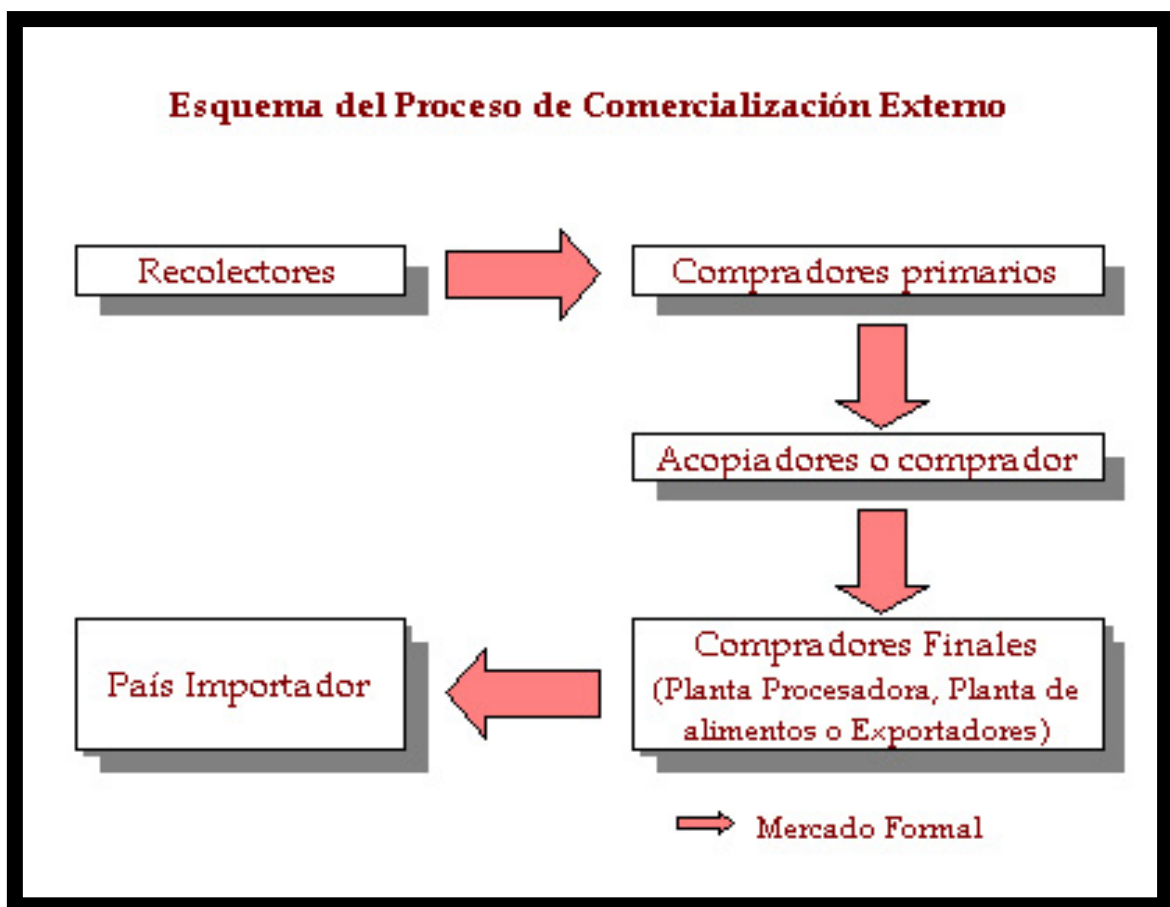 Esquema del Proceso de Comercialización Externo
Recolectores
Compradores primarios
Acopiadores o comprador
Compradores Finales
(Planta Procesadora, Planta de
alimentos o Exportadores)
País Importador
Mercado Formal